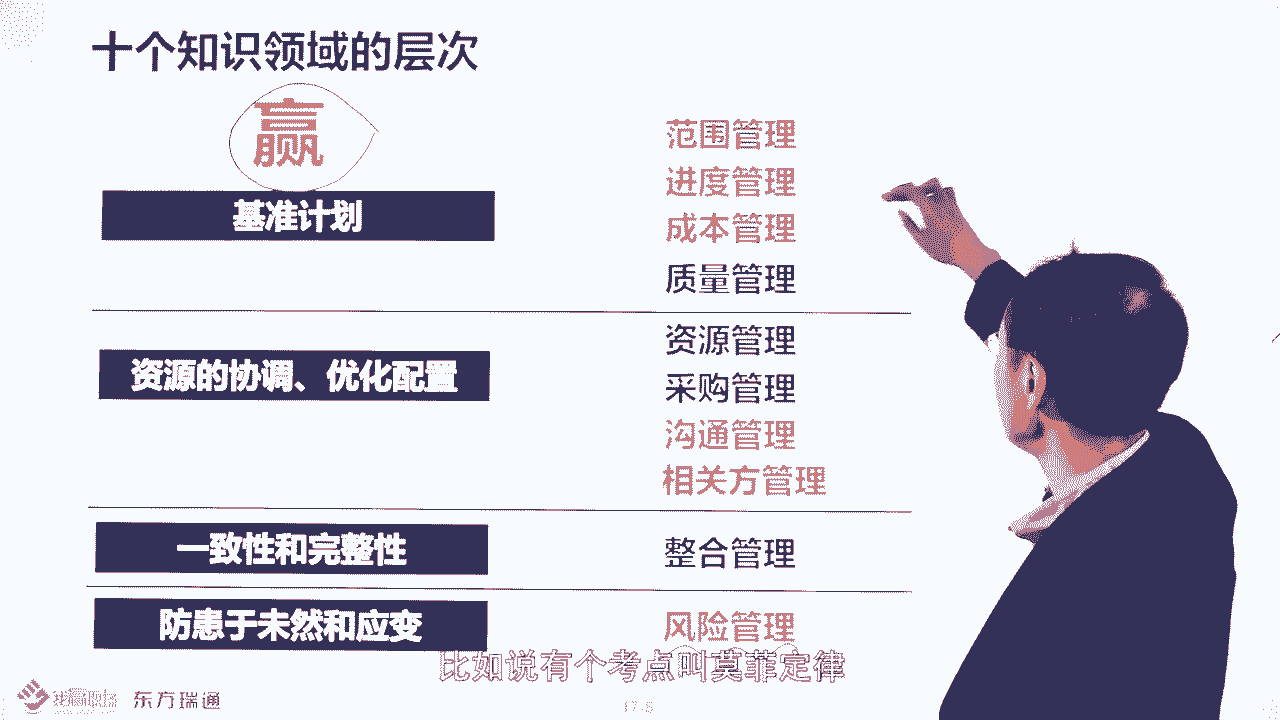 十个知识领域的层次
赢
基准计划
范围管理
进度管理
成本管理
质量管理
资源的协调、优化配置
资源管理
采购管理
沟通管理
相关方管理
一致性和完整性
整合管理
防患于未然和应变
风险管理
比如说有个考点叫莫菲定律
东方瑞通